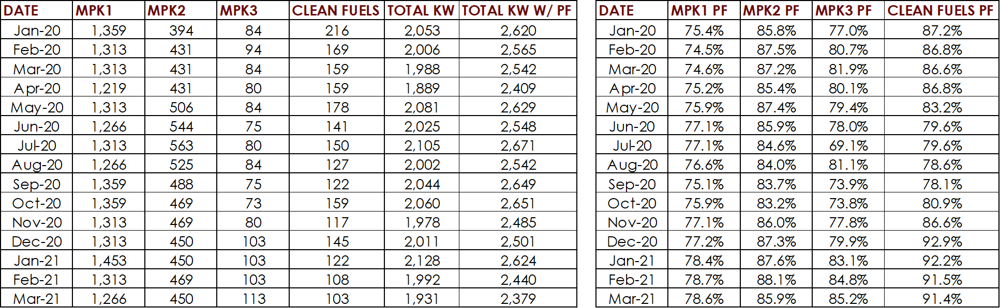 DATE MPK1 MPK2 MPK3 CLEAN FUELS TOTAL KW TOTAL KW W/ PF
Jan-20 1,359 394 84 216 2,053 2,620
Feb-20 1,313 431 94 169 2,006 2,565
Mar-20 1,313 431 84 159 1,988 2,542
Apr-20 1,219 431 80 159 1,889 2,409
May-20 1,313 506 84 178 2,081 2,629
Jun-20 1,266 544 75 141 2,025 2,548
Jul-20 1,313 563 80 150 2,105 2,671
Aug-20 1,266 525 84 127 2,002 2,542
Sep-20 1,359 488 75 122 2,044 2,649
Oct-20 1,359 469 73 159 2,060 2,651
Nov-20 1,313 469 80 117 1,978 2,485
Dec-20 1,313 450 103 145 2,011 2,501
Jan-21 1,453 450 103 122 2,128 2,624
Feb-21 1,313 469 103 108 1,992 2,440
Mar-21 1,266 450 113 103 1,931 2,379
DATE MPK1 PF MPK2 PF MPK3 PF CLEAN FUELS PF
Jan-20 75.4% 85.8% 77.0% 87.2%
Feb-20 74.5% 87.5% 80.7% 86.8%
Mar-20 74.6% 87.2% 81.9% 86.6%
Apr-20 75.2% 85.4% 80.1% 86.8%
May-20 75.9% 87.4% 79.4% 83.2%
Jun-20 77.1% 85.9% 78.0% 79.6%
Jul-20 77.1% 84.6% 69.1% 79.6%
Aug-20 76.6% 84.0% 81.1% 78.6%
Sep-20 75.1% 83.7% 73.9% 78.1%
Oct-20 75.9% 83.2% 73.8% 80.9%
Nov-20 77.1% 86.0% 77.8% 86.6%
Dec-20 77.2% 87.3% 79.9% 92.9%
Jan-21 78.4% 87.6% 83.1% 92.2%
Feb-21 78.7% 88.1% 84.8% 91.5%
Mar-21 78.6% 85.9% 85.2% 91.4%